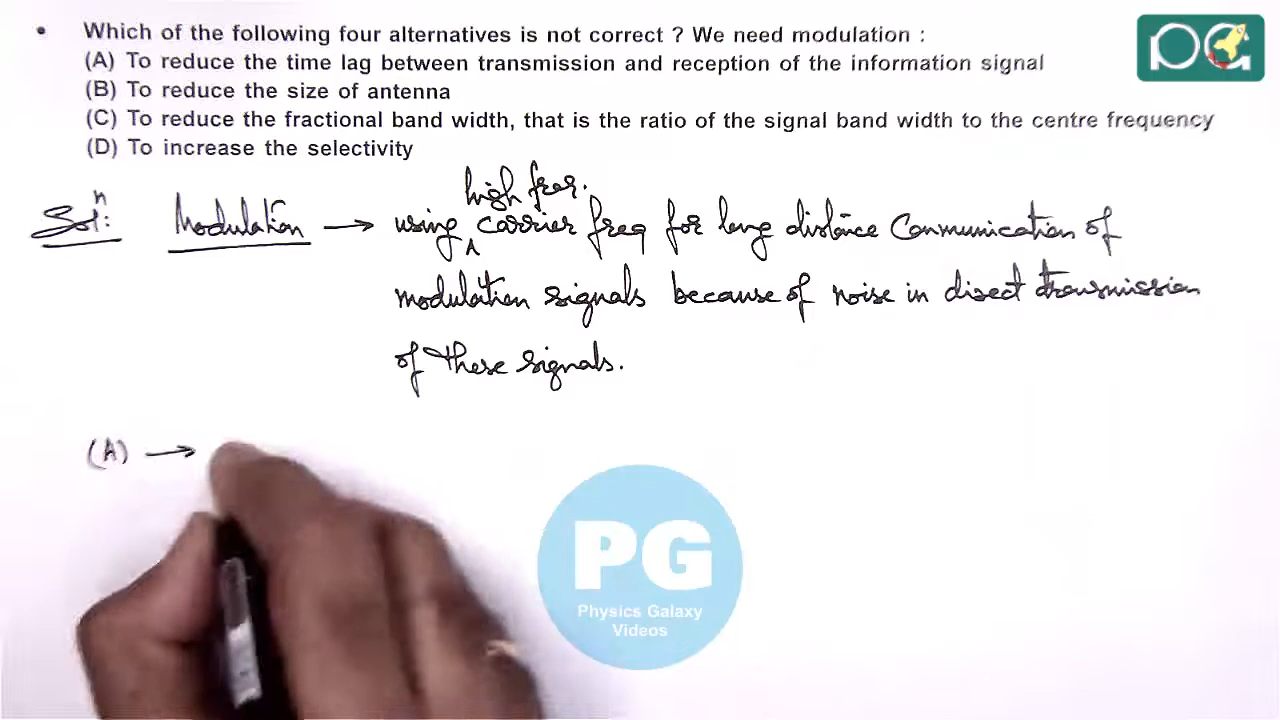 • Which of the following four alternatives is not correct ? We need modulation :
(A) To reduce the time lag between transmission and reception of the information signal
(B) To reduce the size of antenna
(C) To reduce the fractional band width, that is the ratio of the signal band width to the centre frequency
(D) To increase the selectivity
PG
high freq.
Solⁿ: Modulation → using ∧ carrier freq for long distance Communication of
modulation signals because of noise in direct transmission
of these signals.
(A) →
PG
Physics Galaxy
Videos